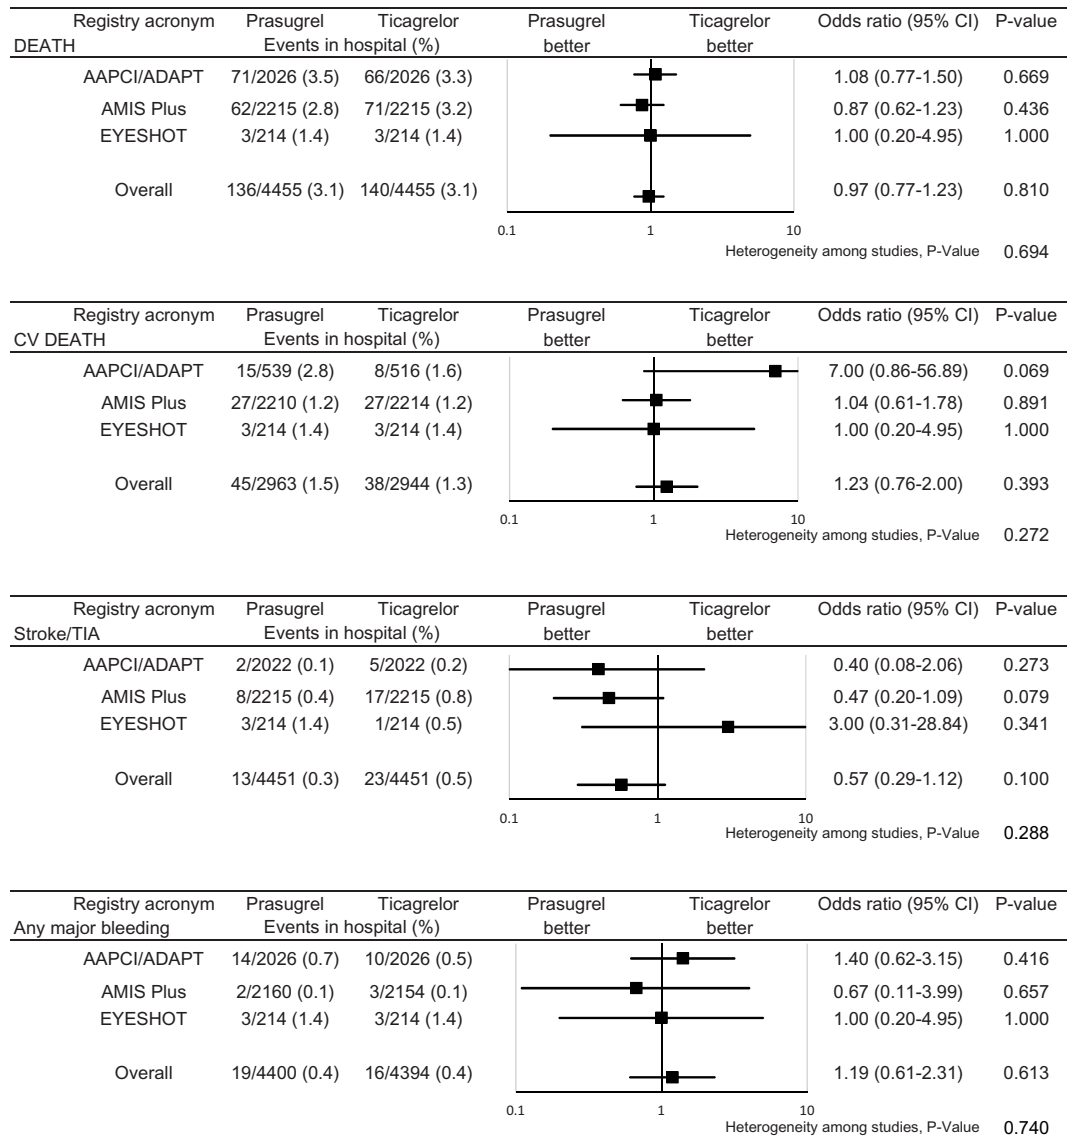 Registry acronym Prasugrel Ticagrelor Prasugrel Ticagrelor Odds ratio (95% CI) P-value
DEATH Events in hospital (%) better better
AAPCI/ADAPT 71/2026 (3.5) 66/2026 (3.3) 1.08 (0.77-1.50) 0.669
AMIS Plus 62/2215 (2.8) 71/2215 (3.2) 0.87 (0.62-1.23) 0.436
EYESHOT 3/214 (1.4) 3/214 (1.4) 1.00 (0.20-4.95) 1.000
Overall 136/4455 (3.1) 140/4455 (3.1) 0.97 (0.77-1.23) 0.810
0.1 1 10
Heterogeneity among studies, P-Value 0.694
Registry acronym Prasugrel Ticagrelor Prasugrel Ticagrelor Odds ratio (95% CI) P-value
CV DEATH Events in hospital (%) better better
AAPCI/ADAPT 15/539 (2.8) 8/516 (1.6) 7.00 (0.86-56.89) 0.069
AMIS Plus 27/2210 (1.2) 27/2214 (1.2) 1.04 (0.61-1.78) 0.891
EYESHOT 3/214 (1.4) 3/214 (1.4) 1.00 (0.20-4.95) 1.000
Overall 45/2963 (1.5) 38/2944 (1.3) 1.23 (0.76-2.00) 0.393
0.1 1 10
Heterogeneity among studies, P-Value 0.272
Registry acronym Prasugrel Ticagrelor Prasugrel Ticagrelor Odds ratio (95% CI) P-value
Stroke/TIA Events in hospital (%) better better
AAPCI/ADAPT 2/2022 (0.1) 5/2022 (0.2) 0.40 (0.08-2.06) 0.273
AMIS Plus 8/2215 (0.4) 17/2215 (0.8) 0.47 (0.20-1.09) 0.079
EYESHOT 3/214 (1.4) 1/214 (0.5) 3.00 (0.31-28.84) 0.341
Overall 13/4451 (0.3) 23/4451 (0.5) 0.57 (0.29-1.12) 0.100
0.1 1 10
Heterogeneity among studies, P-Value 0.288
Registry acronym Prasugrel Ticagrelor Prasugrel Ticagrelor Odds ratio (95% CI) P-value
Any major bleeding Events in hospital (%) better better
AAPCI/ADAPT 14/2026 (0.7) 10/2026 (0.5) 1.40 (0.62-3.15) 0.416
AMIS Plus 2/2160 (0.1) 3/2154 (0.1) 0.67 (0.11-3.99) 0.657
EYESHOT 3/214 (1.4) 3/214 (1.4) 1.00 (0.20-4.95) 1.000
Overall 19/4400 (0.4) 16/4394 (0.4) 1.19 (0.61-2.31) 0.613
0.1 1 10
Heterogeneity among studies, P-Value 0.740